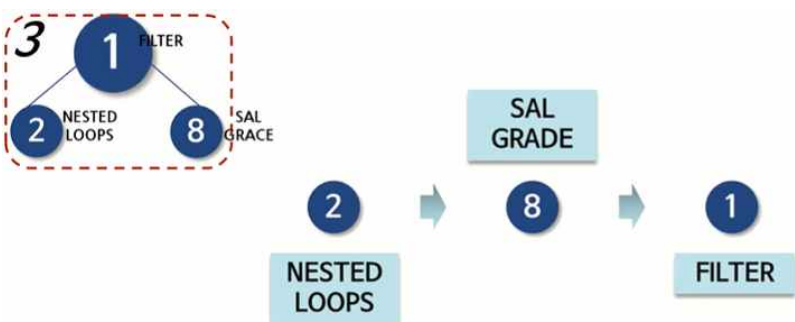 3
1
FILTER
2
NESTED
LOOPS
8
SAL
GRACE
SAL
GRADE
2
8
1
NESTED
LOOPS
FILTER